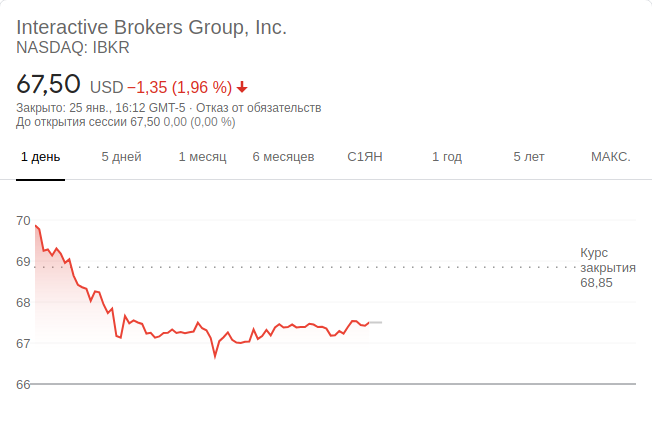 Interactive Brokers Group, Inc.
NASDAQ: IBKR
67,50 USD −1,35 (1,96 %)
Закрыто: 25 янв., 16:12 GMT-5 · Отказ от обязательств
До открытия сессии 67,50 0,00 (0,00 %)
1 день 5 дней 1 месяц 6 месяцев С1ЯН 1 год 5 лет МАКС.
70
69
68
67
66
Курс
закрытия
68,85